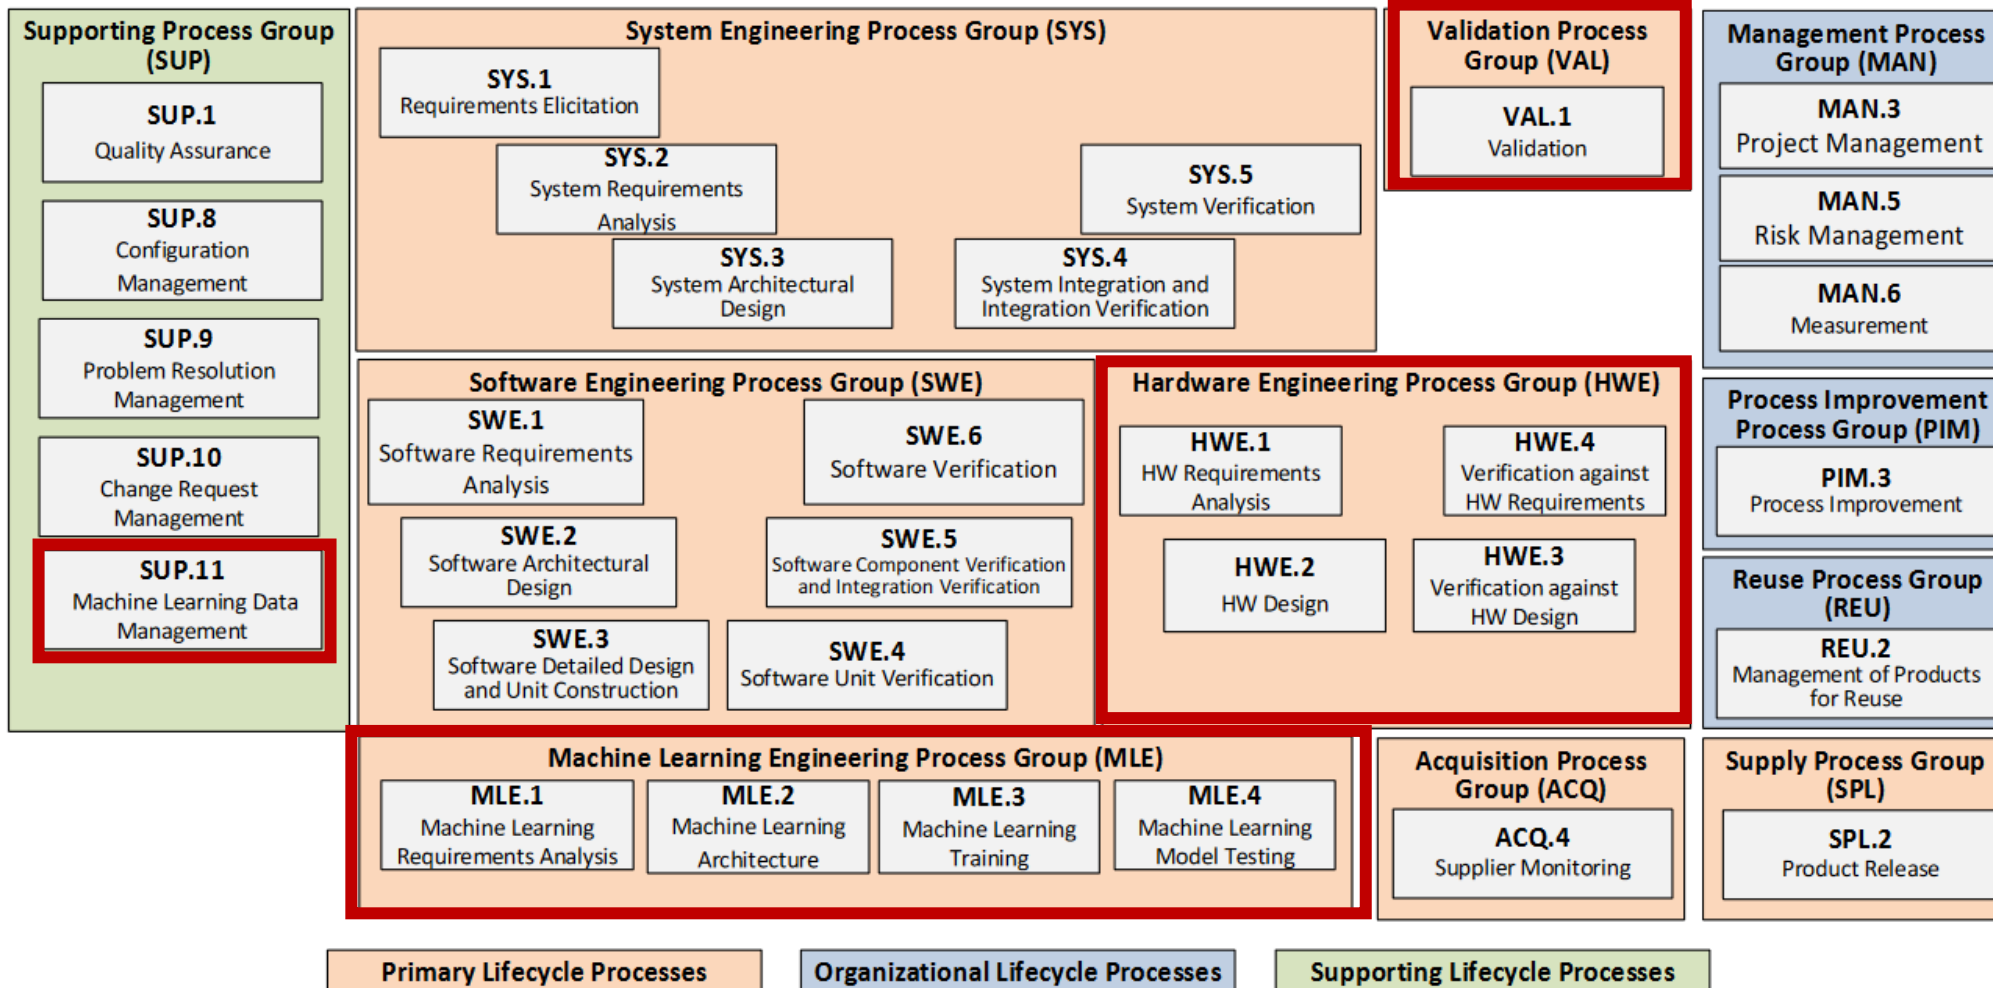 Supporting Process Group
(SUP)
SUP.1
Quality Assurance
SUP.8
Configuration
Management
SUP.9
Problem Resolution
Management
SUP.10
Change Request
Management
SUP.11
Machine Learning Data
Management
System Engineering Process Group (SYS)
SYS.1
Requirements Elicitation
SYS.2
System Requirements
Analysis
SYS.3
System Architectural
Design
SYS.4
System Integration and
Integration Verification
SYS.5
System Verification
Validation Process
Group (VAL)
VAL.1
Validation
Management Process
Group (MAN)
MAN.3
Project Management
MAN.5
Risk Management
MAN.6
Measurement
Software Engineering Process Group (SWE)
SWE.1
Software Requirements
Analysis
SWE.2
Software Architectural
Design
SWE.3
Software Detailed Design
and Unit Construction
SWE.4
Software Unit Verification
SWE.5
Software Component Verification
and Integration Verification
SWE.6
Software Verification
Hardware Engineering Process Group (HWE)
HWE.1
HW Requirements
Analysis
HWE.2
HW Design
HWE.3
Verification against
HW Design
HWE.4
Verification against
HW Requirements
Process Improvement
Process Group (PIM)
PIM.3
Process Improvement
Reuse Process Group
(REU)
REU.2
Management of Products
for Reuse
Machine Learning Engineering Process Group (MLE)
MLE.1
Machine Learning
Requirements Analysis
MLE.2
Machine Learning
Architecture
MLE.3
Machine Learning
Training
MLE.4
Machine Learning
Model Testing
Acquisition Process
Group (ACQ)
ACQ.4
Supplier Monitoring
Supply Process Group
(SPL)
SPL.2
Product Release
Primary Lifecycle Processes
Organizational Lifecycle Processes
Supporting Lifecycle Processes